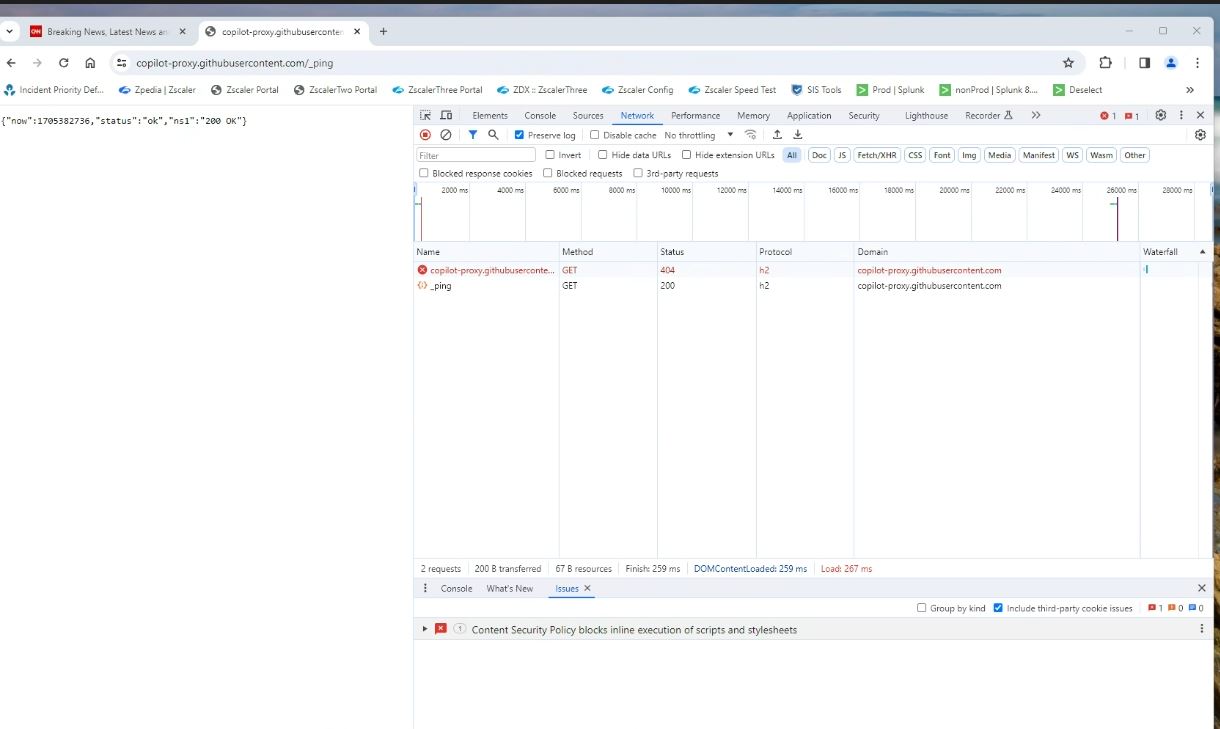 Breaking News, Latest News an
copilot-proxy.githubuserconten
copilot-proxy.githubusercontent.com/_ping
Incident Priority Def... Zpedia | Zscaler Zscaler Portal ZscalerTwo Portal ZscalerThree Portal ZDX :: ZscalerThree Zscaler Config Zscaler Speed Test SIS Tools Prod | Splunk nonProd | Splunk 8.... Deselect
{"now":1705382736,"status":"ok","ns1":"200 OK"}
Elements Console Sources Network Performance Memory Application Security Lighthouse Recorder 1 1
Preserve log Disable cache No throttling
Filter Invert Hide data URLs Hide extension URLs All Doc JS Fetch/XHR CSS Font Img Media Manifest WS Wasm Other
Blocked response cookies Blocked requests 3rd-party requests
2000 ms 4000 ms 6000 ms 8000 ms 10000 ms 12000 ms 14000 ms 16000 ms 18000 ms 20000 ms 22000 ms 24000 ms 26000 ms 28000 ms
Name Method Status Protocol Domain Waterfall
copilot-proxy.githubuserconte... GET 404 h2 copilot-proxy.githubusercontent.com
_ping GET 200 h2 copilot-proxy.githubusercontent.com
2 requests 200 B transferred 67 B resources Finish: 259 ms DOMContentLoaded: 259 ms Load: 267 ms
Console What's New Issues
Group by kind Include third-party cookie issues 1 0 0
1 Content Security Policy blocks inline execution of scripts and stylesheets